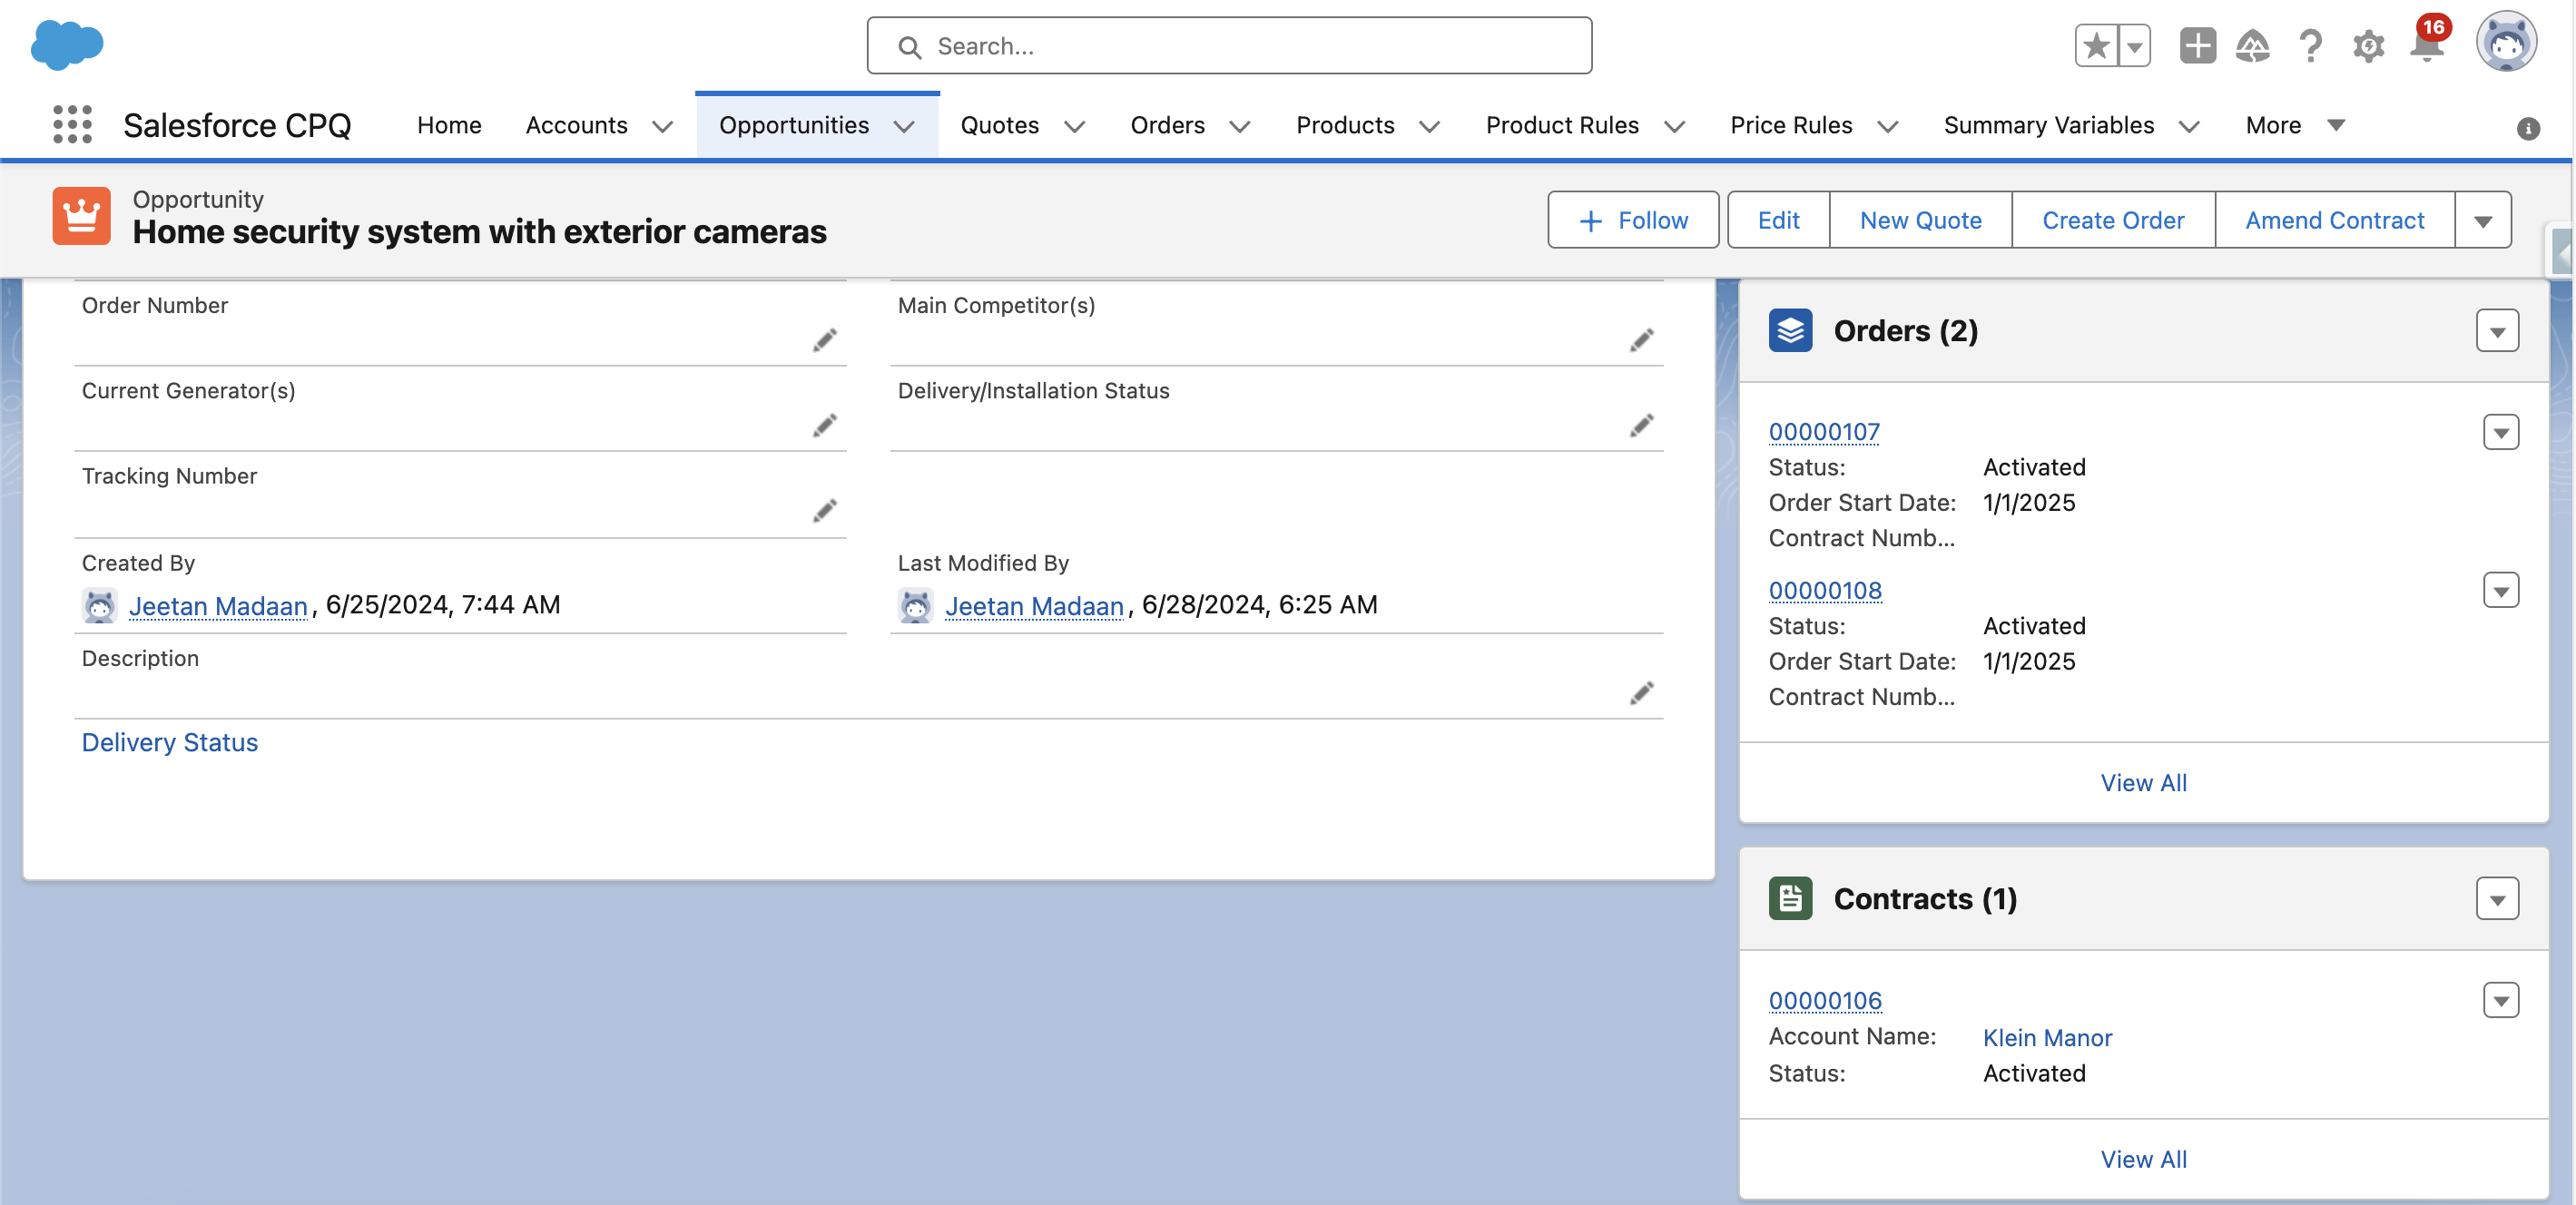 Search...
16
Salesforce CPQ
Home
Accounts
Opportunities
Quotes
Orders
Products
Product Rules
Price Rules
Summary Variables
More
Opportunity
Home security system with exterior cameras
Follow
Edit
New Quote
Create Order
Amend Contract
Order Number
Main Competitor(s)
Current Generator(s)
Delivery/Installation Status
Tracking Number
Created By
Jeetan Madaan, 6/25/2024, 7:44 AM
Last Modified By
Jeetan Madaan, 6/28/2024, 6:25 AM
Description
Delivery Status
Orders (2)
00000107
Status: Activated
Order Start Date: 1/1/2025
Contract Numb...
00000108
Status: Activated
Order Start Date: 1/1/2025
Contract Numb...
View All
Contracts (1)
00000106
Account Name: Klein Manor
Status: Activated
View All